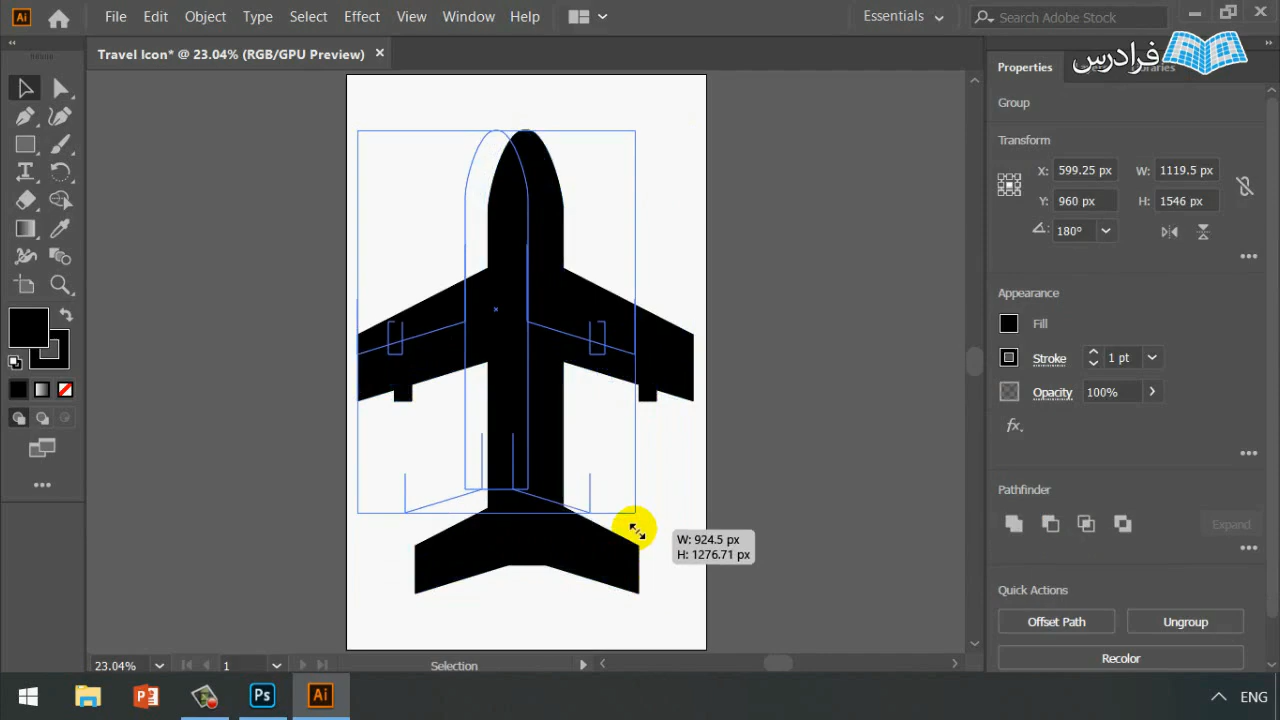 File Edit Object Type Select Effect View Window Help Essentials Search Adobe Stock
Travel Icon* @ 23.04% (RGB/GPU Preview)
Properties
فرادرس
Group
Transform
X: 599.25 px W: 1119.5 px
Y: 960 px H: 1546 px
180°
Appearance
Fill
Stroke 1 pt
Opacity 100%
fx.
Pathfinder
Expand
W: 924.5 px
H: 1276.71 px
Quick Actions
Offset Path Ungroup
Recolor
23.04% 1 Selection
Ai
Ps
Ai
ENG